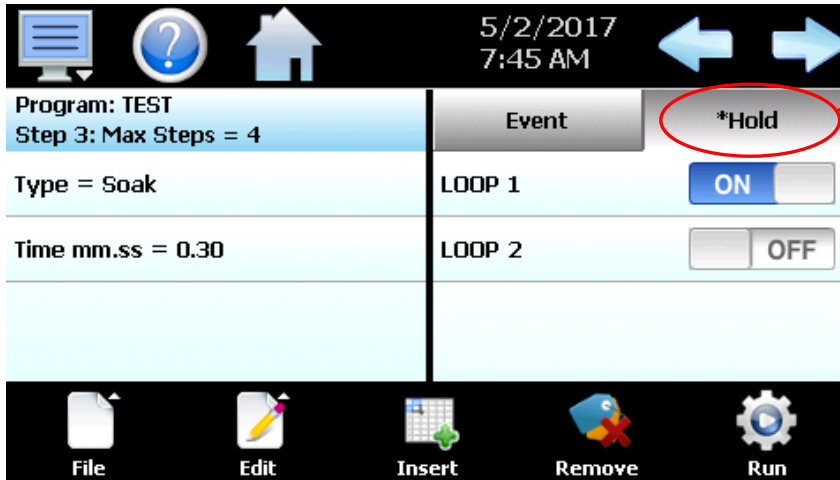 ?
5/2/2017
7:45 AM
Program: TEST
Step 3: Max Steps = 4
Event
*Hold
Type = Soak
LOOP 1
ON
Time mm.ss = 0.30
LOOP 2
OFF
File
Edit
Insert
Remove
Run